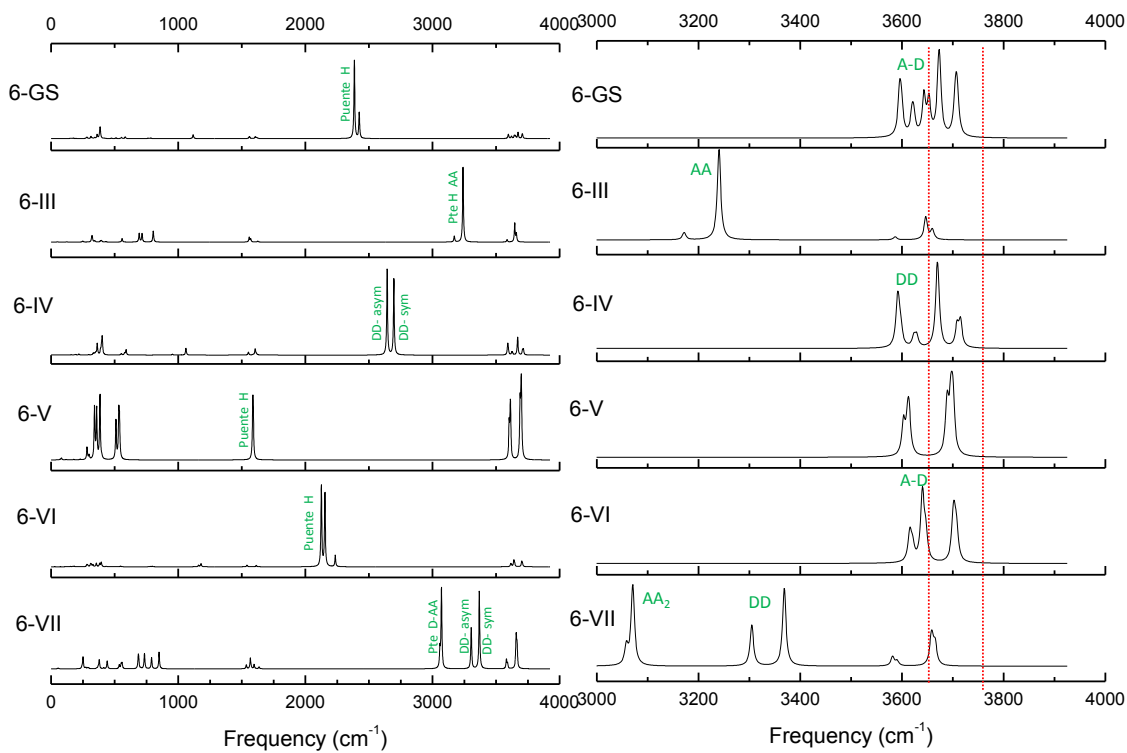 0 1000 2000 3000 4000
3000 3200 3400 3600 3800 4000
6-GS
Puente H
6-GS
A-D
6-III
Pte H AA
6-III
AA
6-IV
DD- asym
DD- sym
6-IV
DD
6-V
Puente H
6-V
6-VI
Puente H
6-VI
A-D
6-VII
Pte D-AA
DD- asym
DD- sym
6-VII
AA2
DD
0 1000 2000 3000 4000
3000 3200 3400 3600 3800 4000
Frequency (cm-1)
Frequency (cm-1)